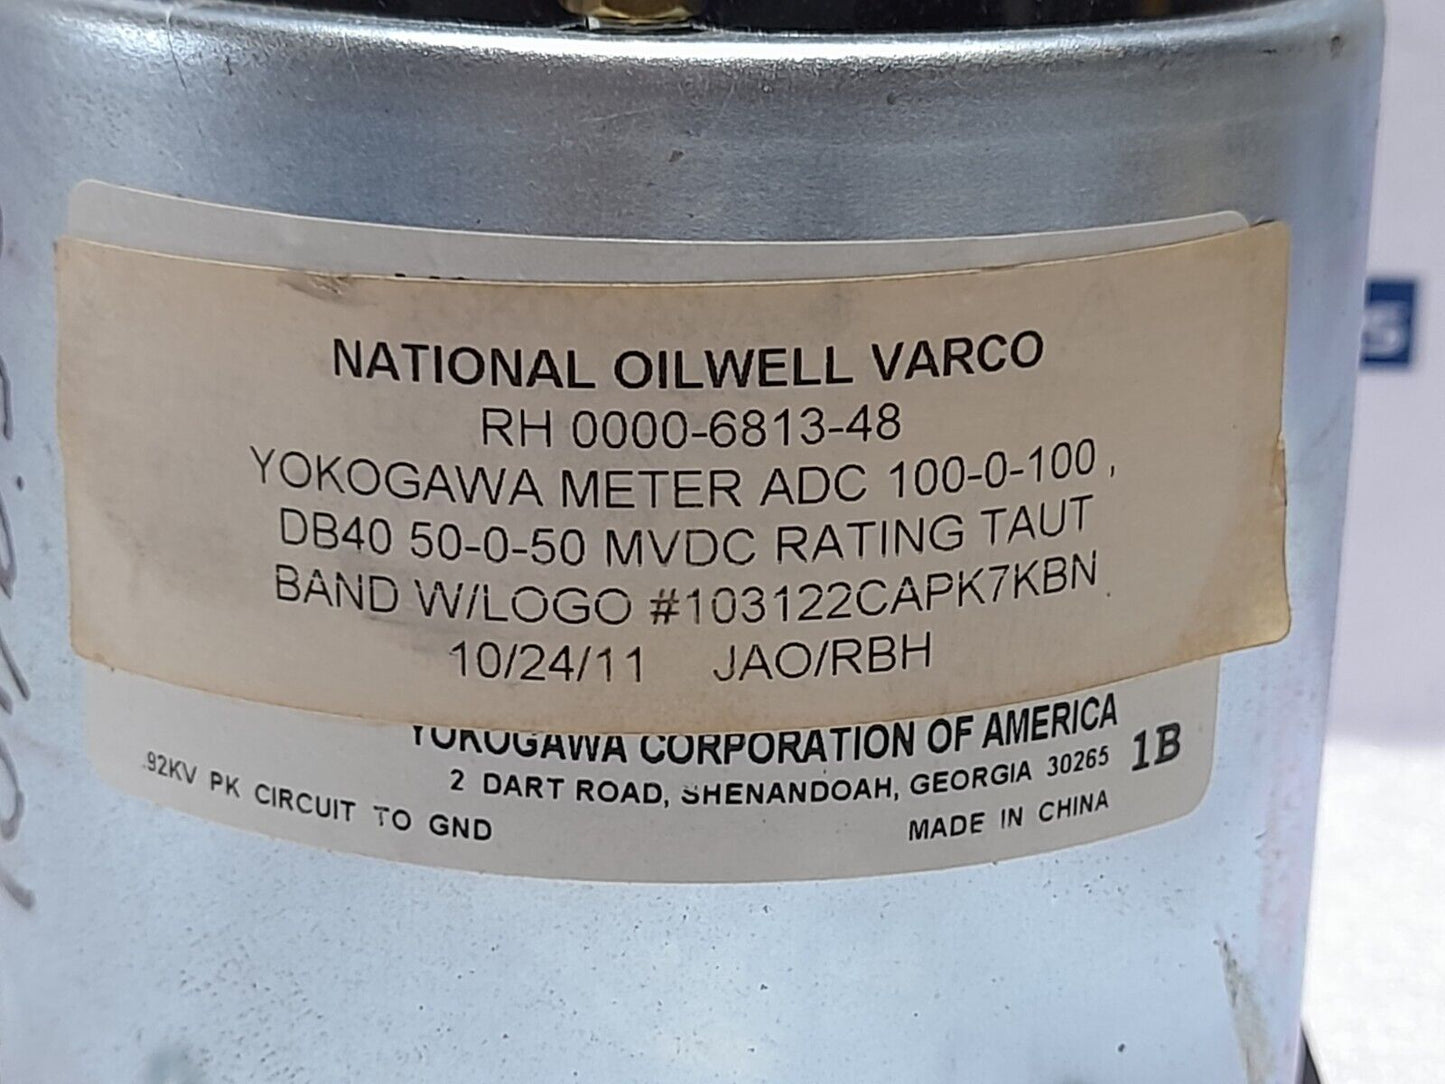 NATIONAL OILWELL VARCO
RH 0000-6813-48
YOKOGAWA METER ADC 100-0-100,
DB40 50-0-50 MVDC RATING TAUT
BAND W/LOGO #103122CAPK7KBN
10/24/11 JAO/RBH
YOKOGAWA CORPORATION OF AMERICA
2 DART ROAD, SHENANDOAH, GEORGIA 30265 1B
.92KV PK CIRCUIT TO GND
MADE IN CHINA